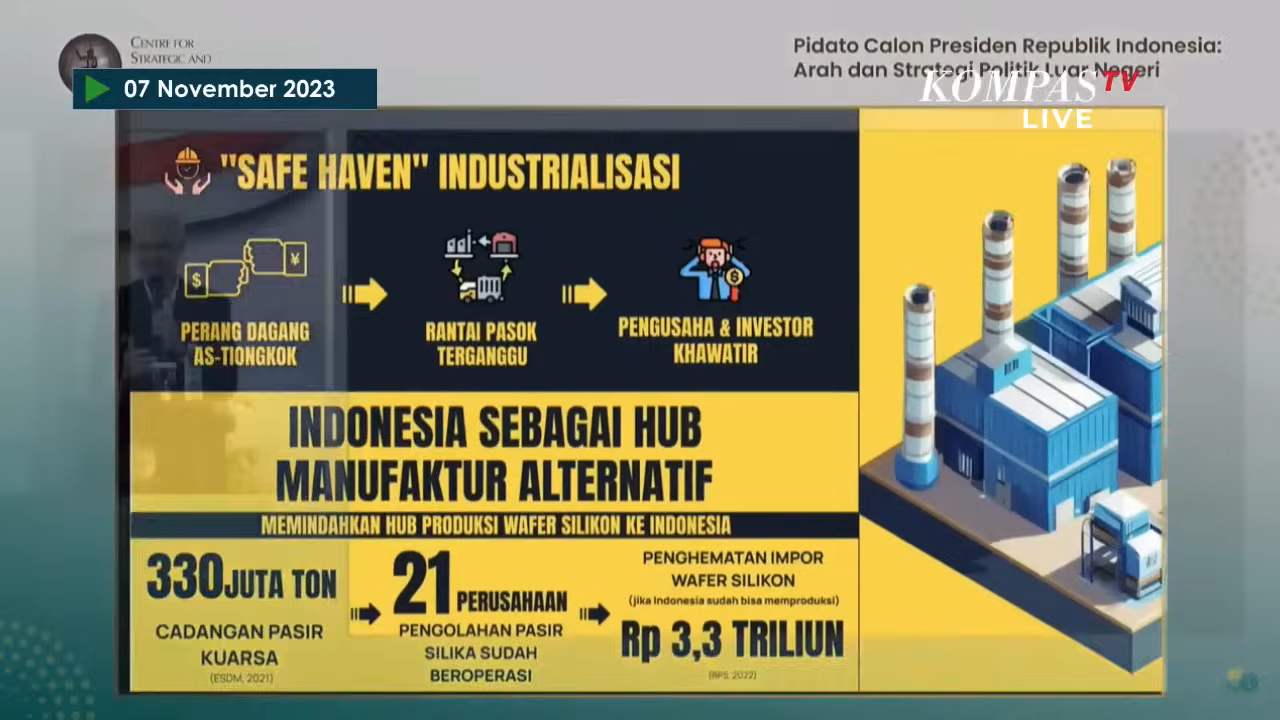 CENTRE FOR
STRATEGIC AND
Pidato Calon Presiden Republik Indonesia:
Arah dan Strategi Politik Luar Negeri
07 November 2023
KOMPAS TV
LIVE
"SAFE HAVEN" INDUSTRIALISASI
$
¥
PERANG DAGANG
AS-TIONGKOK
RANTAI PASOK
TERGANGGU
$
PENGUSAHA & INVESTOR
KHAWATIR
INDONESIA SEBAGAI HUB
MANUFAKTUR ALTERNATIF
MEMINDAHKAN HUB PRODUKSI WAFER SILIKON KE INDONESIA
330 JUTA TON
CADANGAN PASIR
KUARSA
(ESDM, 2021)
21 PERUSAHAAN
PENGOLAHAN PASIR
SILIKA SUDAH
BEROPERASI
PENGHEMATAN IMPOR
WAFER SILIKON
(jika Indonesia sudah bisa memproduksi)
Rp 3,3 TRILIUN
(BPS, 2022)